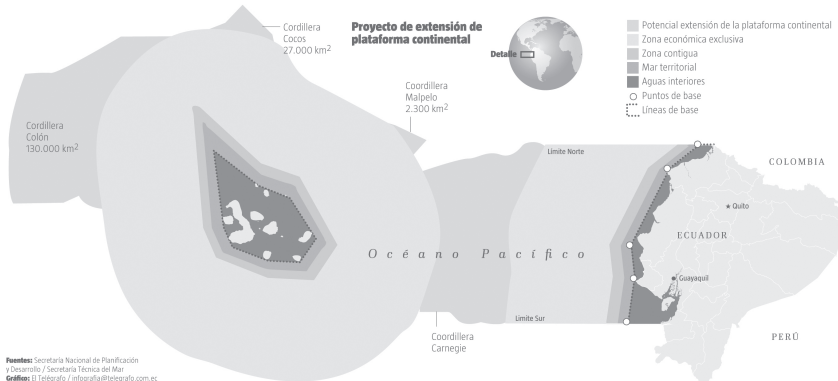 Proyecto de extensión de
plataforma continental
Detalle
Potencial extensión de la plataforma continental
Zona económica exclusiva
Zona contigua
Mar territorial
Aguas interiores
Puntos de base
Líneas de base
Cordillera
Cocos
27.000 km²
Coordillera
Malpelo
2.300 km²
Cordillera
Colón
130.000 km²
Límite Norte
COLOMBIA
Quito
ECUADOR
Océano Pacífico
Guayaquil
Límite Sur
Coordillera
Carnegie
PERÚ
Fuentes: Secretaría Nacional de Planificación
y Desarrollo / Secretaría Técnica del Mar
Gráfico: El Telégrafo / infografia@telegrafo.com.ec